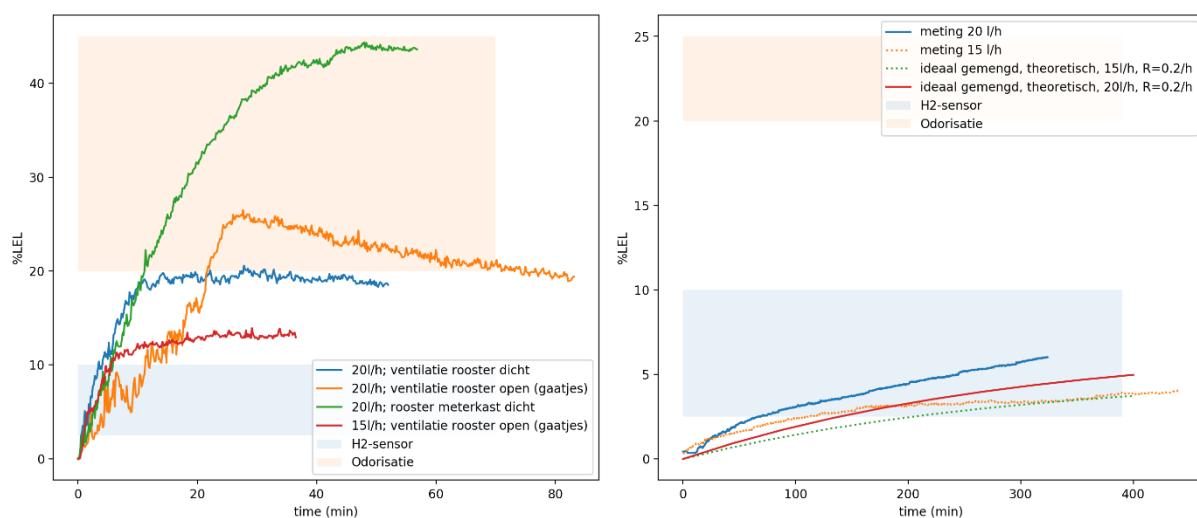 %LEL
40
30
20
10
0
0
20
40
60
80
time (min)
20l/h; ventilatie rooster dicht
20l/h; ventilatie rooster open (gaatjes)
20l/h; rooster meterkast dicht
15l/h; ventilatie rooster open (gaatjes)
H2-sensor
Odorisatie
%LEL
25
20
15
10
5
0
0
100
200
300
400
time (min)
meting 20 l/h
meting 15 l/h
ideaal gemengd, theoretisch, 15l/h, R=0.2/h
ideaal gemengd, theoretisch, 20l/h, R=0.2/h
H2-sensor
Odorisatie